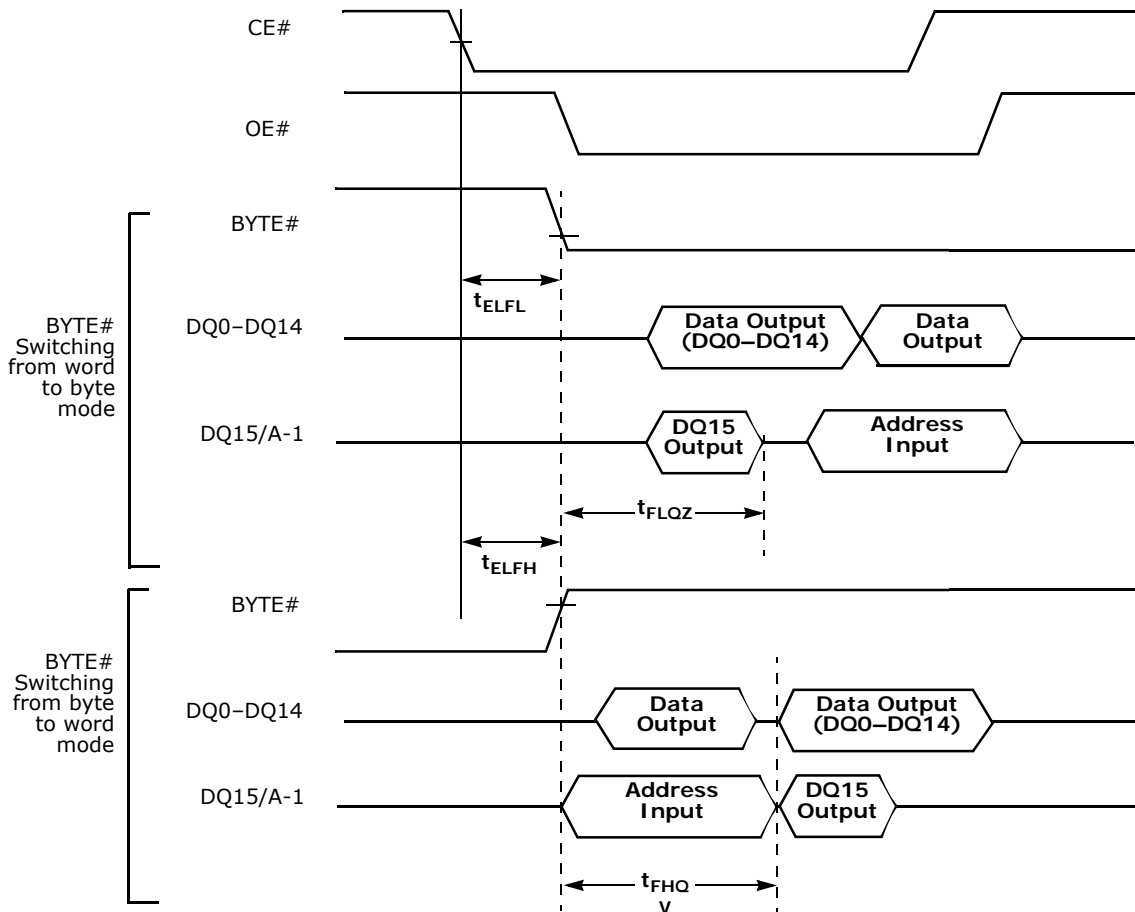 CE#
OE#
BYTE#
tELFL
BYTE#
Switching
from word
to byte
mode
DQ0–DQ14
Data Output
(DQ0–DQ14)
Data
Output
DQ15/A-1
DQ15
Output
Address
Input
tFLQZ
tELFH
BYTE#
BYTE#
Switching
from byte
to word
mode
DQ0–DQ14
Data
Output
Data Output
(DQ0–DQ14)
DQ15/A-1
Address
Input
DQ15
Output
tFHQ
V